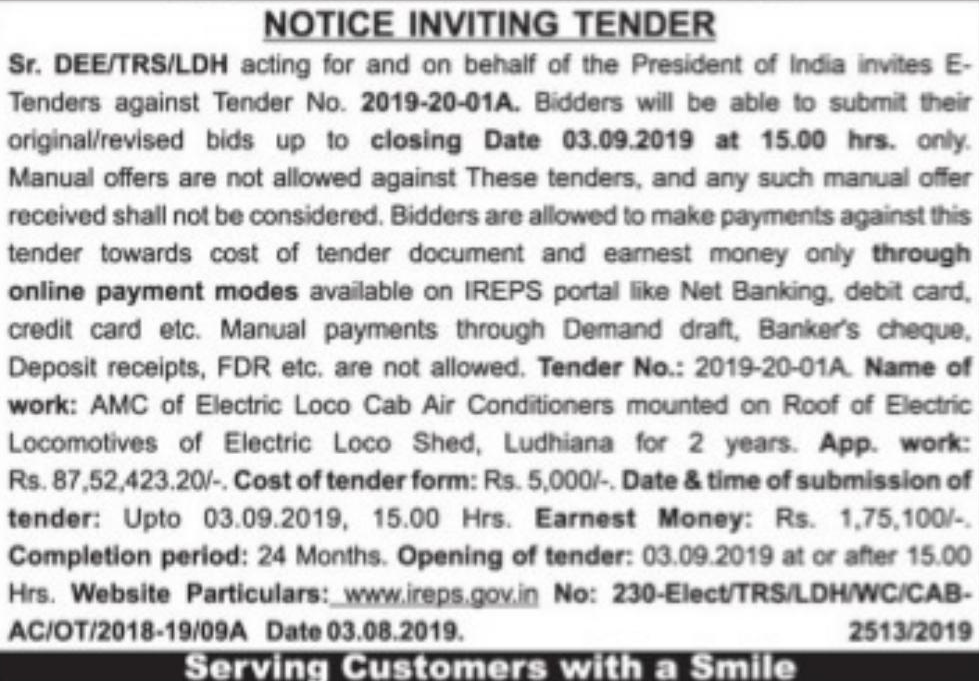 NOTICE INVITING TENDER
Sr. DEE/TRS/LDH acting for and on behalf of the President of India invites E-
Tenders against Tender No. 2019-20-01A. Bidders will be able to submit their
original/revised bids up to closing Date 03.09.2019 at 15.00 hrs. only.
Manual offers are not allowed against These tenders, and any such manual offer
received shall not be considered. Bidders are allowed to make payments against this
tender towards cost of tender document and earnest money only through
online payment modes available on IREPS portal like Net Banking, debit card,
credit card etc. Manual payments through Demand draft, Banker's cheque,
Deposit receipts, FDR etc. are not allowed. Tender No.: 2019-20-01A. Name of
work: AMC of Electric Loco Cab Air Conditioners mounted on Roof of Electric
Locomotives of Electric Loco Shed, Ludhiana for 2 years. App. work:
Rs. 87,52,423.20/-. Cost of tender form: Rs. 5,000/-. Date & time of submission of
tender: Upto 03.09.2019, 15.00 Hrs. Earnest Money: Rs. 1,75,100/-.
Completion period: 24 Months. Opening of tender: 03.09.2019 at or after 15.00
Hrs. Website Particulars: www.ireps.gov.in No: 230-Elect/TRS/LDH/WC/CAB-
AC/OT/2018-19/09A Date 03.08.2019. 2513/2019
Serving Customers with a Smile